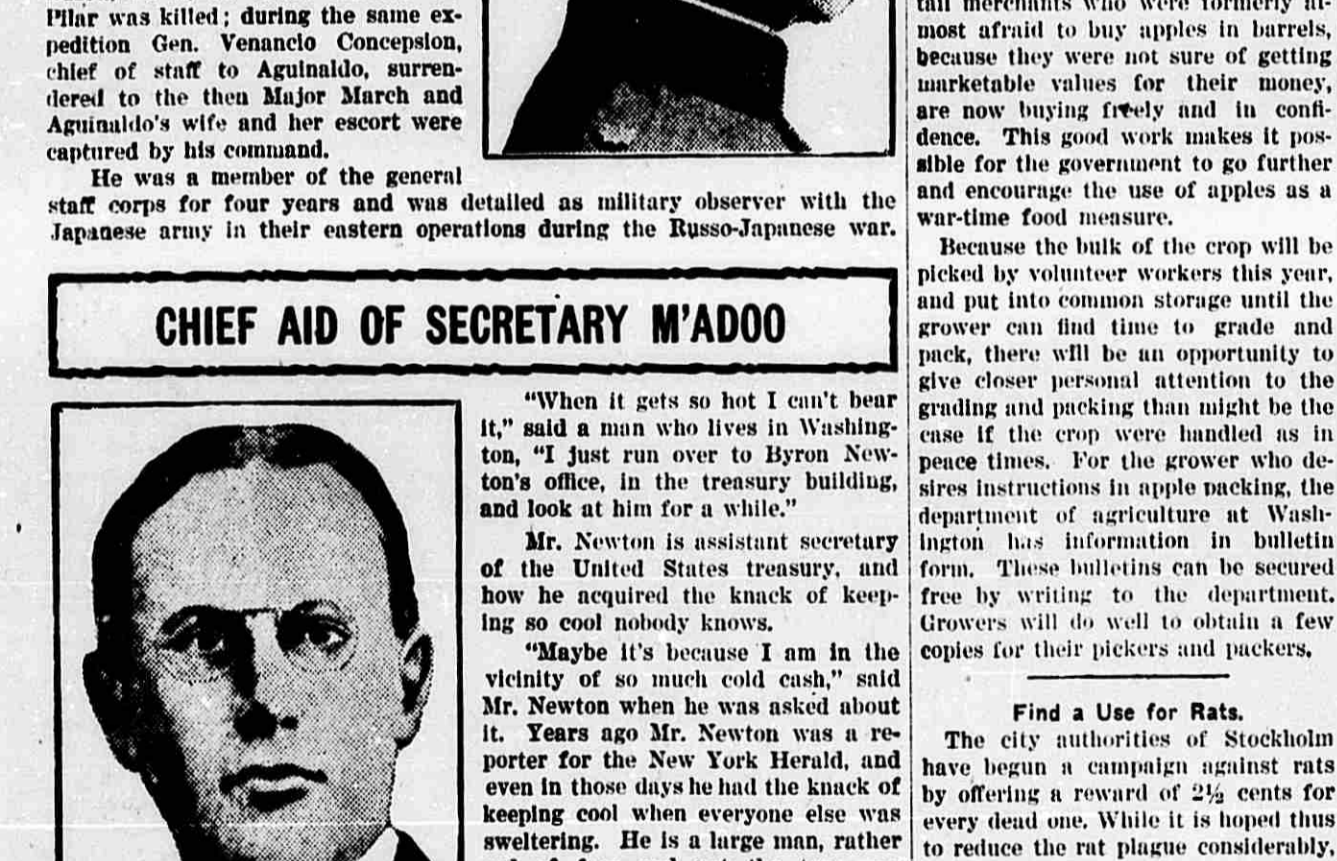 Pilar was killed; during the same ex-
pedition Gen. Venancio Concepsion,
chief of staff to Aguinaldo, surren-
dered to the then Major March and
Aguinaldo's wife and her escort were
captured by his command.
He was a member of the general
staff corps for four years and was detailed as military observer with the
Japanese army in their eastern operations during the Russo-Japanese war.
CHIEF AID OF SECRETARY M'ADOO
"When it gets so hot I can't bear
it," said a man who lives in Washing-
ton, "I just run over to Byron New-
ton's office, in the treasury building,
and look at him for a while."
Mr. Newton is assistant secretary
of the United States treasury, and
how he acquired the knack of keep-
ing so cool nobody knows.
"Maybe it's because I am in the
vicinity of so much cold cash," said
Mr. Newton when he was asked about
it. Years ago Mr. Newton was a re-
porter for the New York Herald, and
even in those days he had the knack of
keeping cool when everyone else was
sweltering. He is a large man, rather
tail merchants who were formerly al-
most afraid to buy apples in barrels,
because they were not sure of getting
marketable values for their money,
are now buying freely and in confi-
dence. This good work makes it pos-
sible for the government to go further
and encourage the use of apples as a
war-time food measure.
Because the bulk of the crop will be
picked by volunteer workers this year,
and put into common storage until the
grower can find time to grade and
pack, there will be an opportunity to
give closer personal attention to the
grading and packing than might be the
case if the crop were handled as in
peace times. For the grower who de-
sires instructions in apple packing, the
department of agriculture at Wash-
ington has information in bulletin
form. These bulletins can be secured
free by writing to the department.
Growers will do well to obtain a few
copies for their pickers and packers.
Find a Use for Rats.
The city authorities of Stockholm
have begun a campaign against rats
by offering a reward of 2½ cents for
every dead one. While it is hoped thus
to reduce the rat plague considerably,